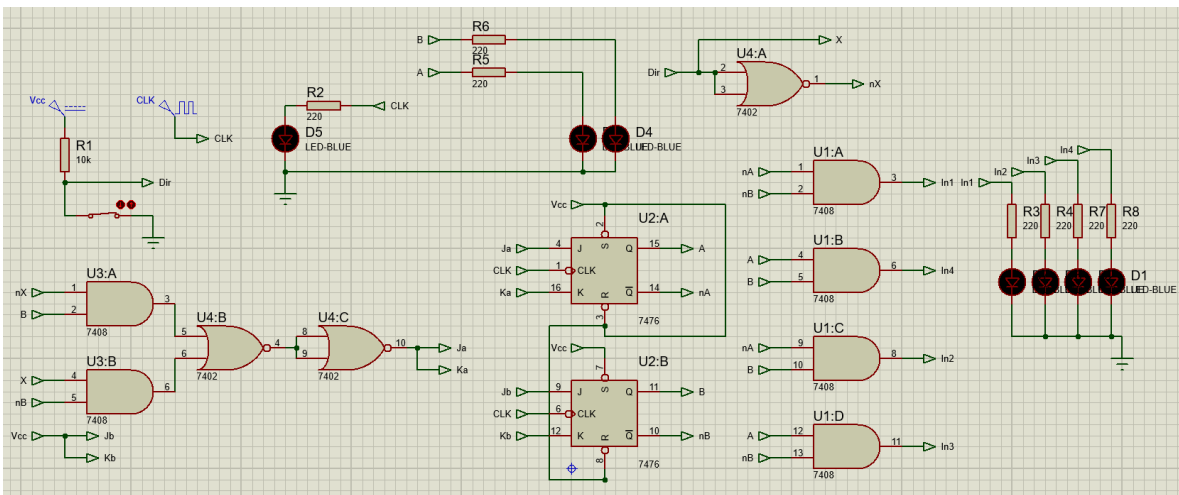 B
R6
220
A
R5
220
Dir
U4:A
2
3
1
7402
X
nX
Vcc
R1
10k
Dir
CLK
CLK
R2
220
CLK
D5
LED-BLUE
D4
LED-BLUE
nA
nB
U1:A
1
2
3
7408
In1
A
B
U1:B
4
5
6
7408
In4
nA
B
U1:C
9
10
8
7408
In2
A
nB
U1:D
12
13
11
7408
In3
In4
In3
In2
In1
R3
220
R4
220
R7
220
R8
220
D1
LED-BLUE
Vcc
U2:A
Ja
4
J
S
2
Q
15
A
CLK
1
CLK
Ka
16
K
R
3
Q
14
nA
7476
Vcc
U2:B
Jb
9
J
S
7
Q
11
B
CLK
6
CLK
Kb
12
K
R
8
Q
10
nB
7476
nX
B
U3:A
1
2
3
7408
X
nB
U3:B
4
5
6
7408
U4:B
5
6
4
7402
U4:C
8
9
10
7402
Ja
Ka
Vcc
Jb
Kb